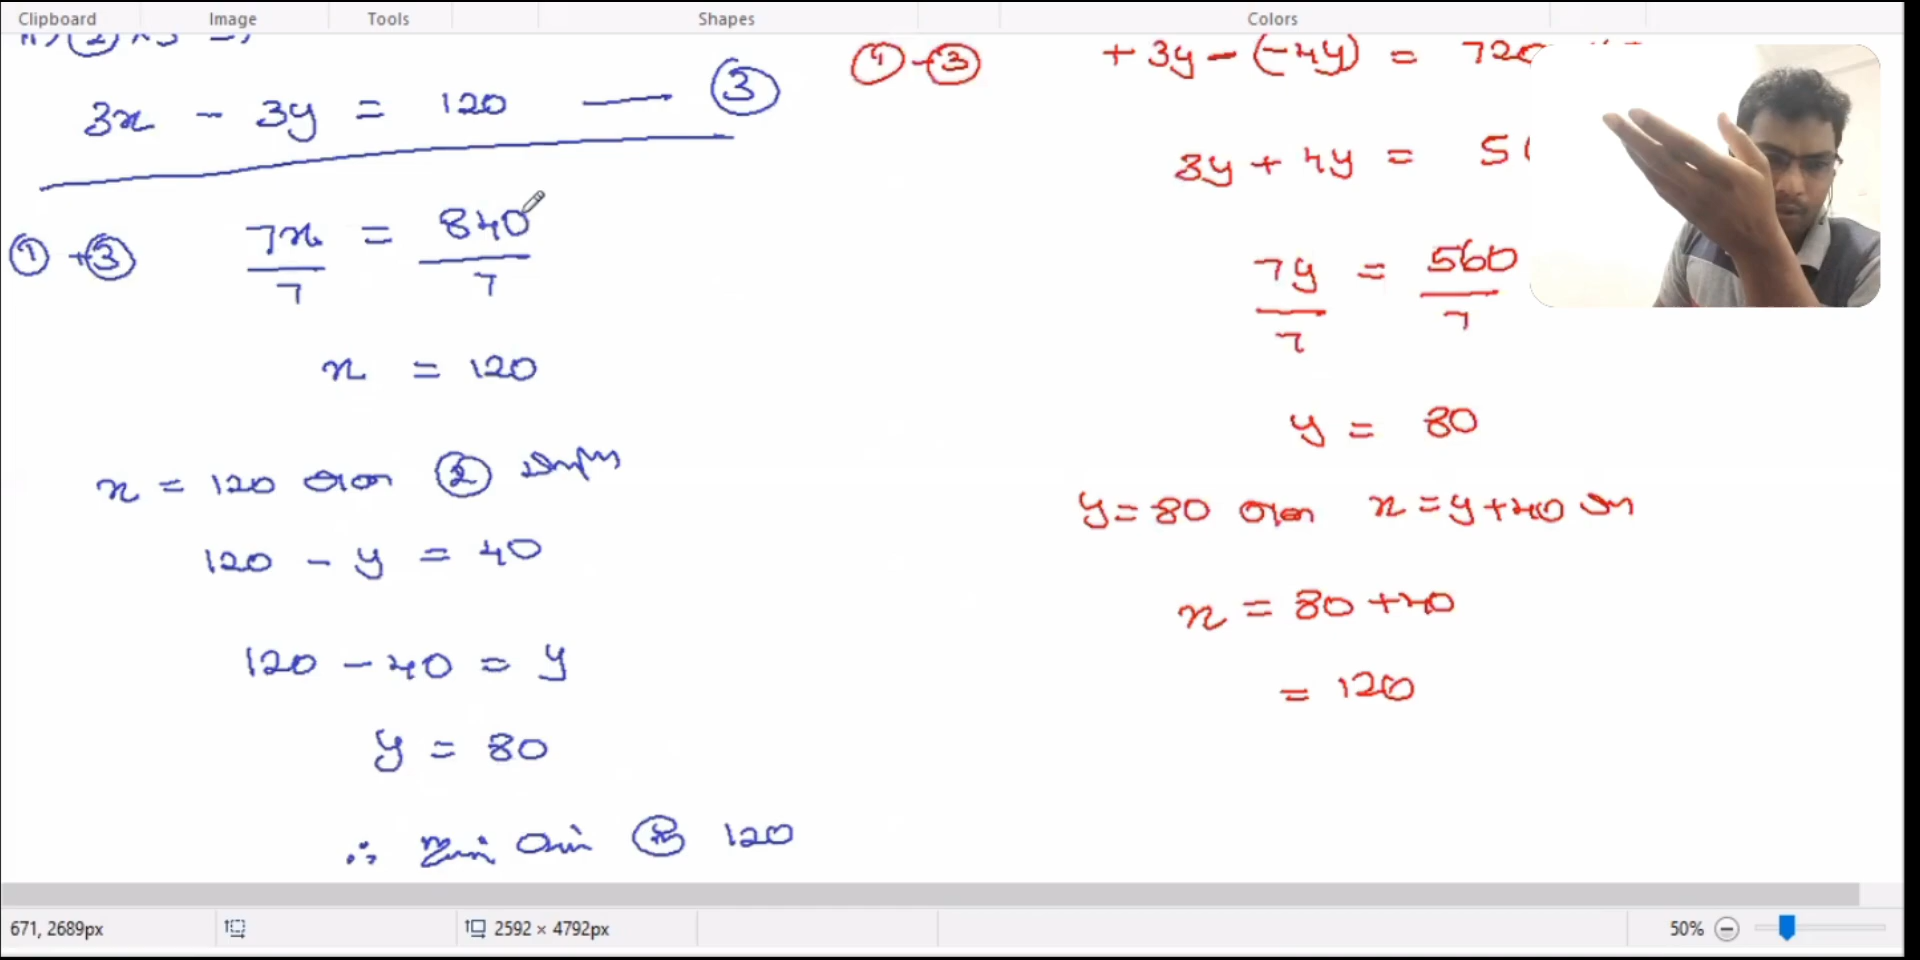 Clipboard Image Tools Shapes Colors
3x - 3y = 120 — ③
① + ③ 7x/7 = 840/7
x = 120
x = 120 ②
120 - y = 40
120 - 40 = y
y = 80
∴ 120
① - ③ +3y - (-4y) = 720
3y + 4y =
7y/7 = 560/7
y = 80
y = 80 x = y + 40
x = 80 + 40
= 120
671, 2689px 2592 × 4792px 50%